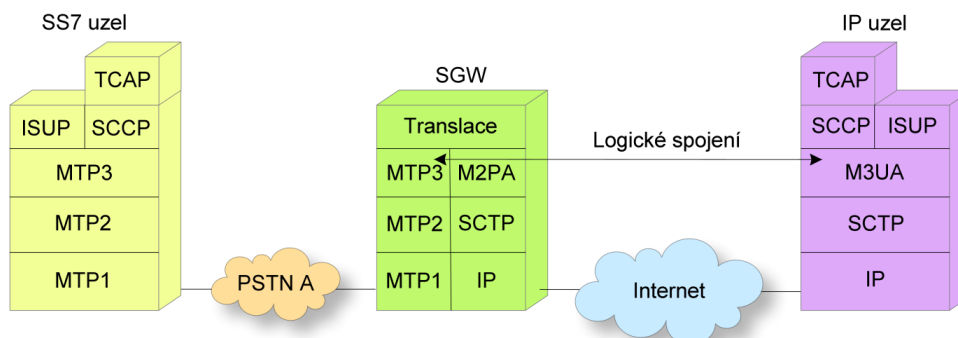 SS7 uzel
TCAP
ISUP SCCP
MTP3
MTP2
MTP1
PSTN A
SGW
Translace
MTP3 M2PA
MTP2 SCTP
MTP1 IP
Logické spojení
Internet
IP uzel
TCAP
SCCP ISUP
M3UA
SCTP
IP